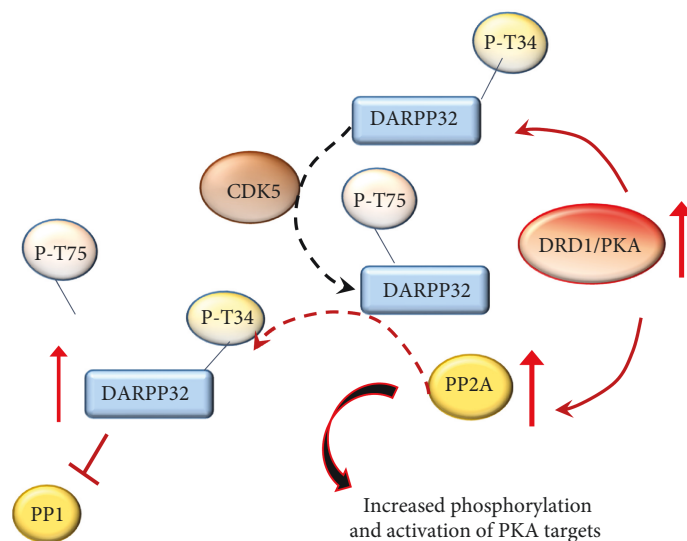 P-T34
DARPP32
CDK5
P-T75
P-T75
DRD1/PKA
DARPP32
P-T34
DARPP32
PP2A
PP1
Increased phosphorylation
and activation of PKA targets